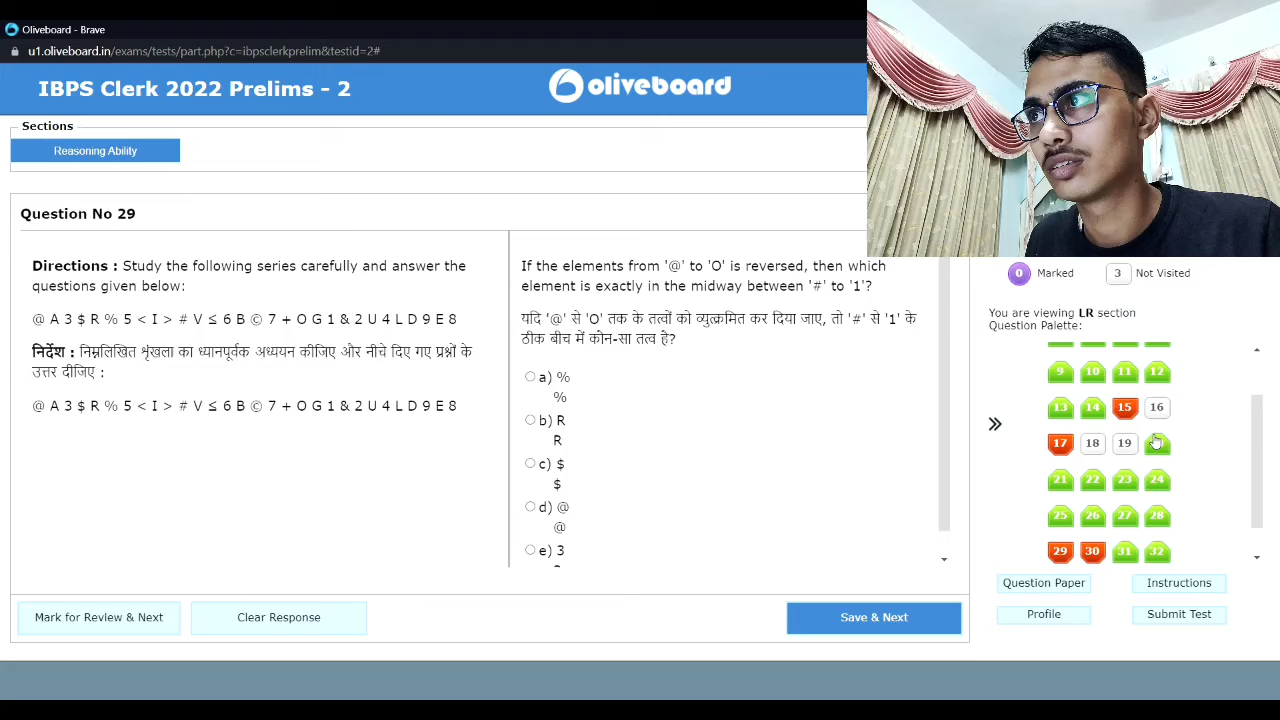 Oliveboard - Brave
u1.oliveboard.in/exams/tests/part.php?c=ibpsclerkprelim&testid=2#
IBPS Clerk 2022 Prelims - 2
oliveboard
Sections
Reasoning Ability
Question No 29
Directions : Study the following series carefully and answer the
questions given below:
@ A 3 $ R % 5 < I > # V ≤ 6 B © 7 + O G 1 & 2 U 4 L D 9 E 8
निर्देश : निम्नलिखित शृंखला का ध्यानपूर्वक अध्ययन कीजिए और नीचे दिए गए प्रश्नों के
उत्तर दीजिए :
@ A 3 $ R % 5 < I > # V ≤ 6 B © 7 + O G 1 & 2 U 4 L D 9 E 8
If the elements from '@' to 'O' is reversed, then which
element is exactly in the midway between '#' to '1'?
यदि '@' से 'O' तक के तत्वों को व्युत्क्रमित कर दिया जाए, तो '#' से '1' के
ठीक बीच में कौन-सा तत्व है?
a) %
%
b) R
R
c) $
$
d) @
@
e) 3
Mark for Review & Next
Clear Response
Save & Next
0 Marked 3 Not Visited
You are viewing LR section
Question Palette:
9 10 11 12
13 14 15 16
17 18 19
21 22 23 24
25 26 27 28
29 30 31 32
Question Paper Instructions
Profile Submit Test